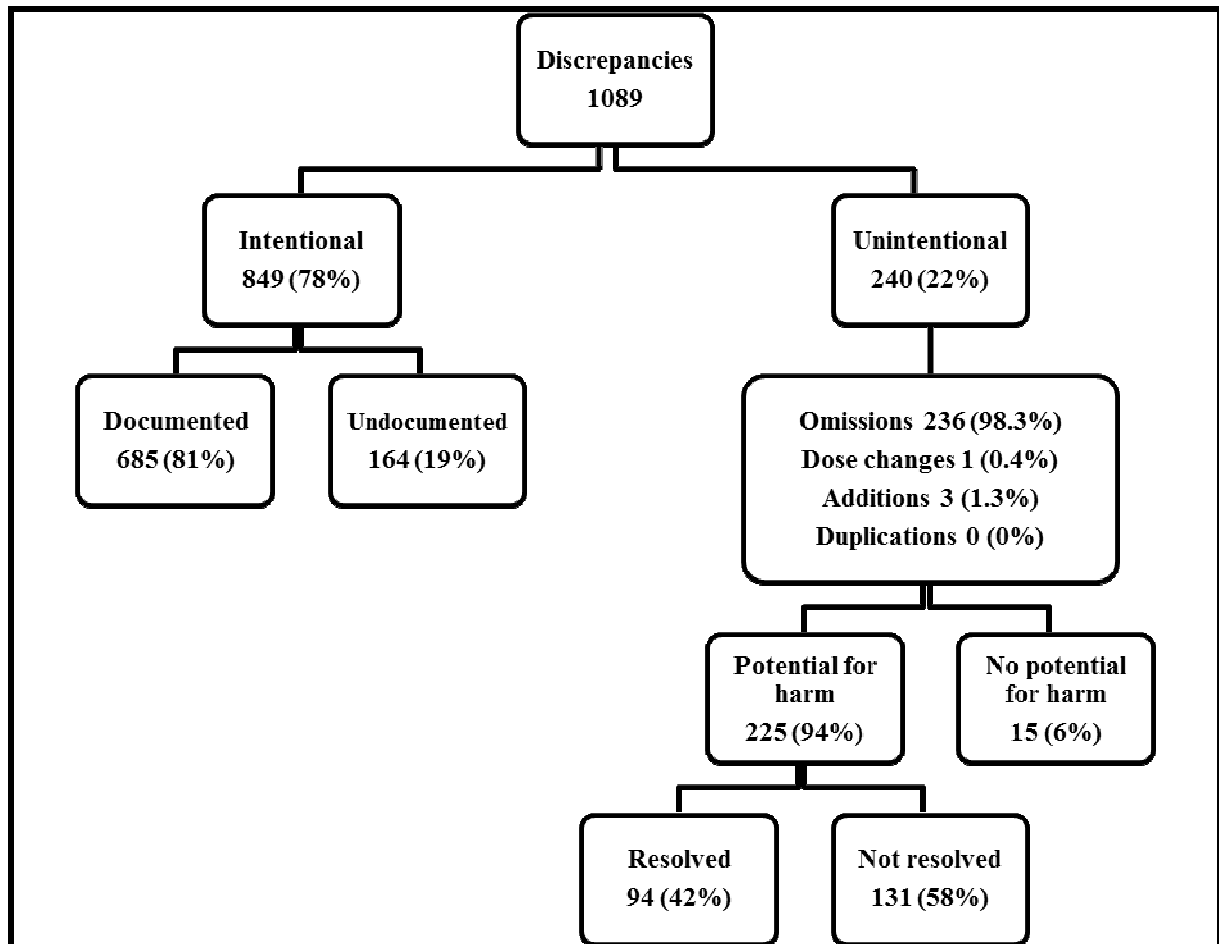 Discrepancies
1089
Intentional
849 (78%)
Unintentional
240 (22%)
Documented
685 (81%)
Undocumented
164 (19%)
Omissions 236 (98.3%)
Dose changes 1 (0.4%)
Additions 3 (1.3%)
Duplications 0 (0%)
Potential for
harm
225 (94%)
No potential
for harm
15 (6%)
Resolved
94 (42%)
Not resolved
131 (58%)